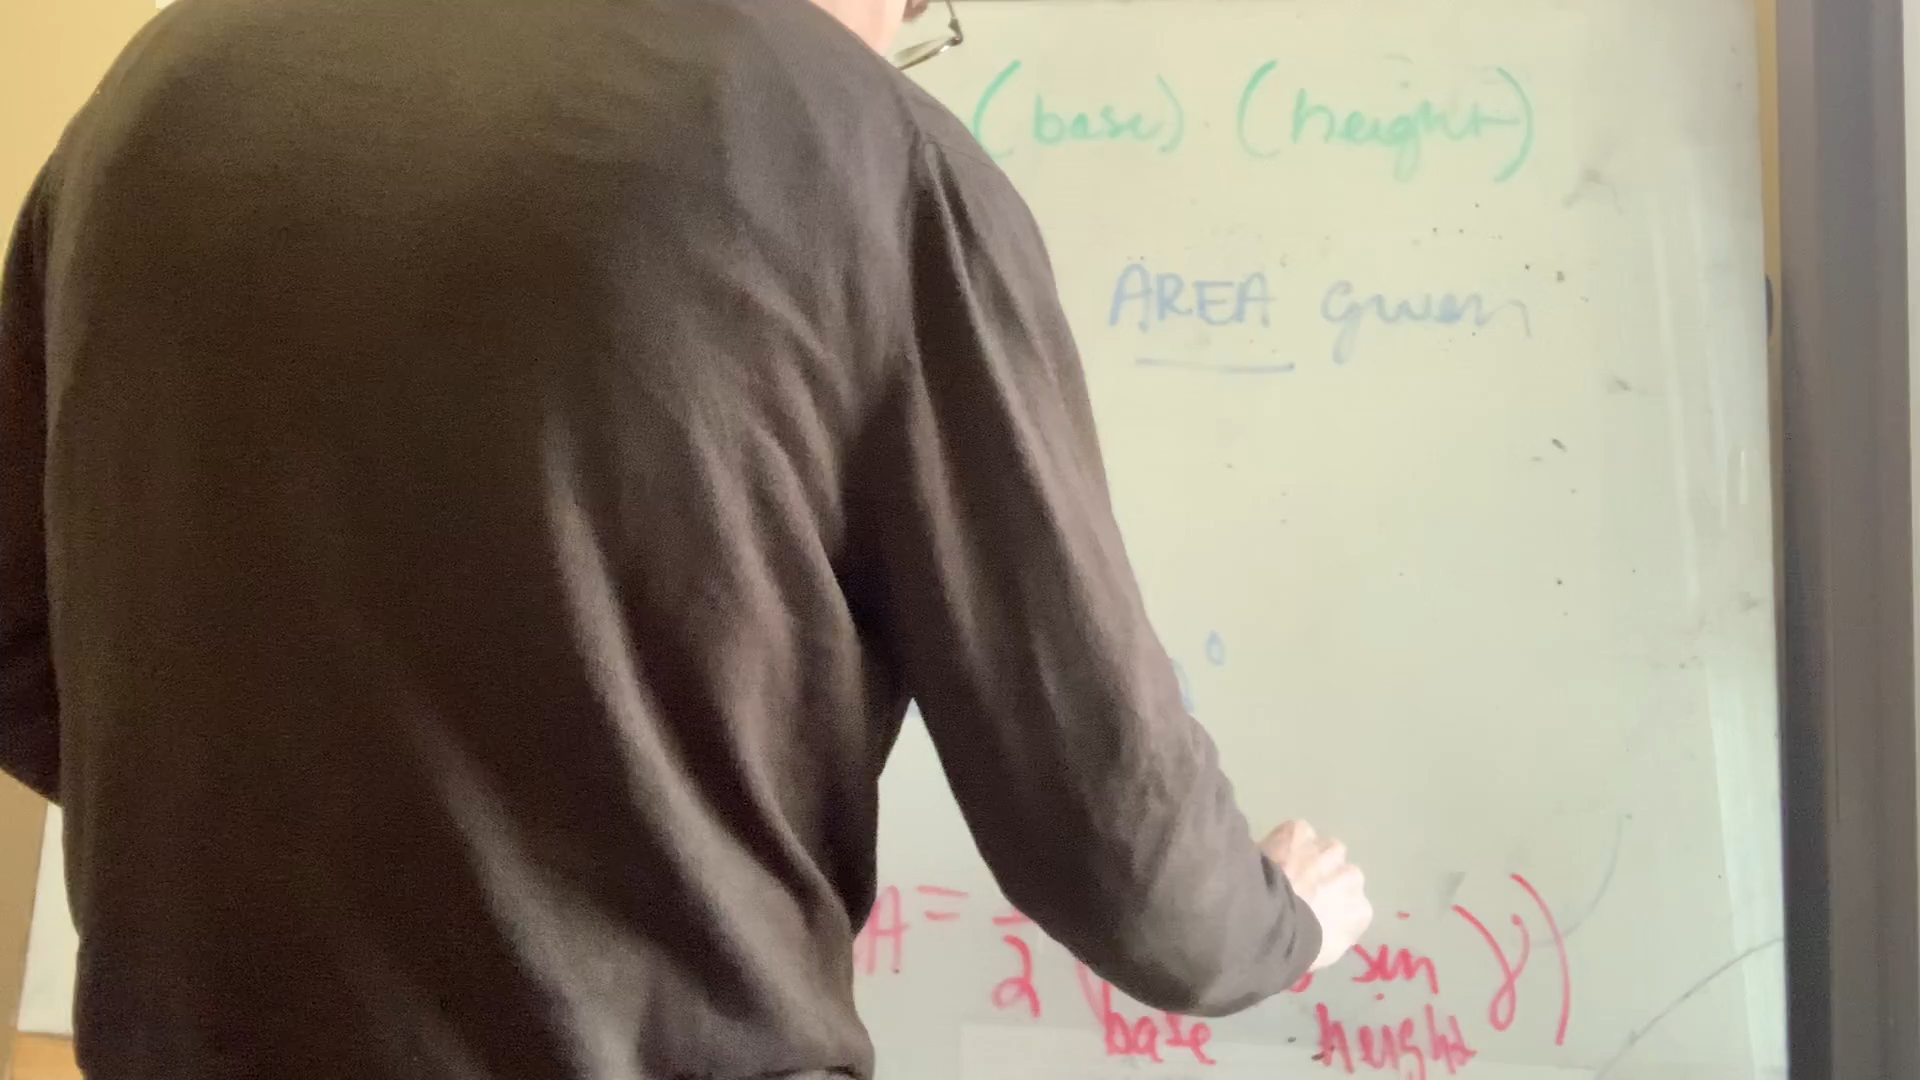 (base) (height)
AREA given
A = 1/2 ( sin γ)
base height